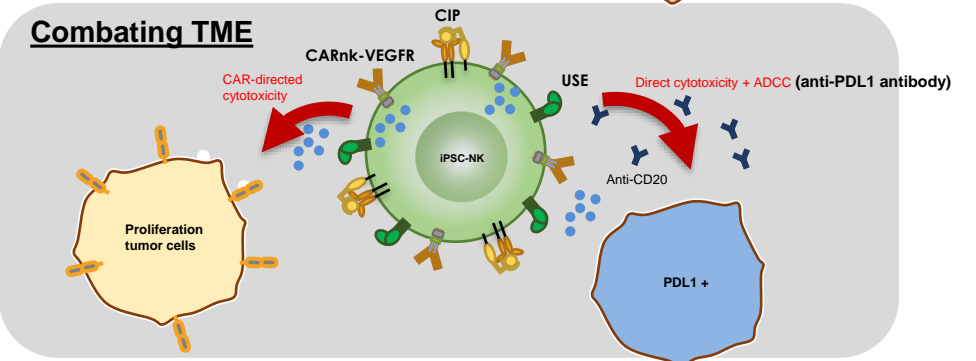 Combating TME
CIP
CARnk-VEGFR
USE
CAR-directed
cytotoxicity
Direct cytotoxicity + ADCC (anti-PDL1 antibody)
iPSC-NK
Anti-CD20
Proliferation
tumor cells
PDL1 +